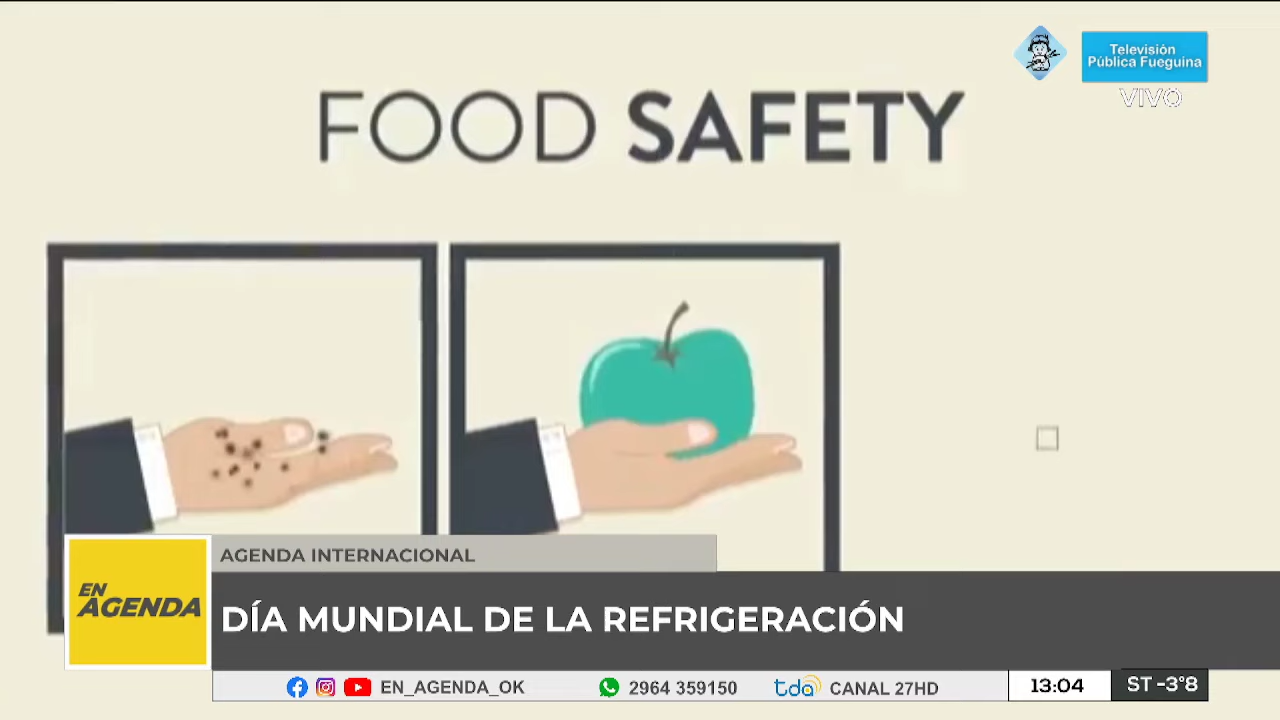 Televisión
Pública Fueguina
VIVO
FOOD SAFETY
AGENDA INTERNACIONAL
EN
AGENDA
DÍA MUNDIAL DE LA REFRIGERACIÓN
EN_AGENDA_OK
2964 359150
tda
CANAL 27HD
13:04
ST -3°8